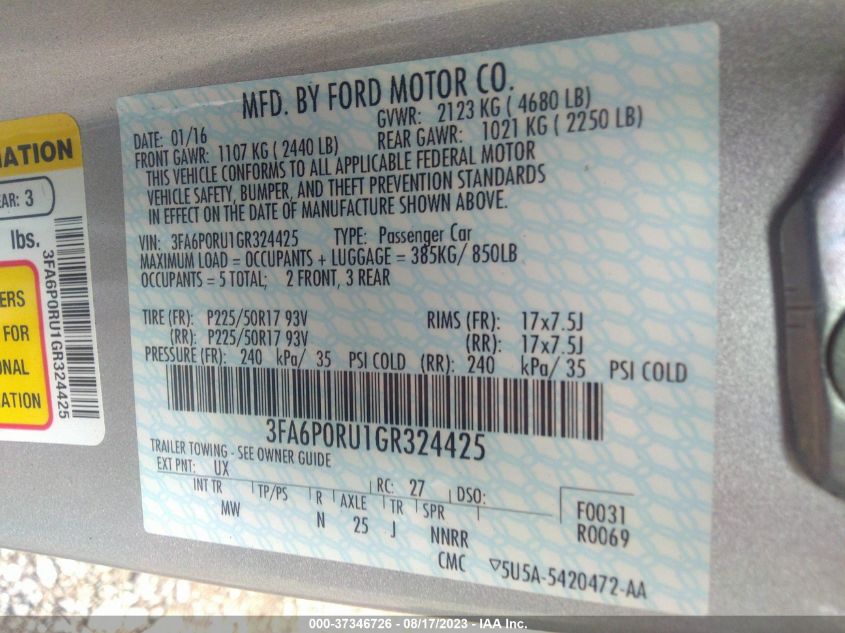 MFD. BY FORD MOTOR CO.
DATE: 01/16
GVWR: 2123 KG ( 4680 LB)
FRONT GAWR: 1107 KG ( 2440 LB)
REAR GAWR: 1021 KG ( 2250 LB)
THIS VEHICLE CONFORMS TO ALL APPLICABLE FEDERAL MOTOR
VEHICLE SAFETY, BUMPER, AND THEFT PREVENTION STANDARDS
IN EFFECT ON THE DATE OF MANUFACTURE SHOWN ABOVE.
VIN: 3FA6P0RU1GR324425 TYPE: Passenger Car
MAXIMUM LOAD = OCCUPANTS + LUGGAGE = 385KG/ 850LB
OCCUPANTS = 5 TOTAL; 2 FRONT, 3 REAR
TIRE (FR): P225/50R17 93V RIMS (FR): 17x7.5J
(RR): P225/50R17 93V (RR): 17x7.5J
PRESSURE (FR): 240 kPa/ 35 PSI COLD (RR): 240 kPa/ 35 PSI COLD
3FA6P0RU1GR324425
TRAILER TOWING - SEE OWNER GUIDE
EXT PNT: UX RC: 27 DSO:
INT TR TP/PS R AXLE TR SPR
MW N 25 J NNRR
CMC
F0031
R0069
▽5U5A-5420472-AA
MATION
EAR: 3
lbs.
3FA6P0RU1GR324425
ERS
FOR
ONAL
ATION
000-37346726 - 08/17/2023 - IAA Inc.